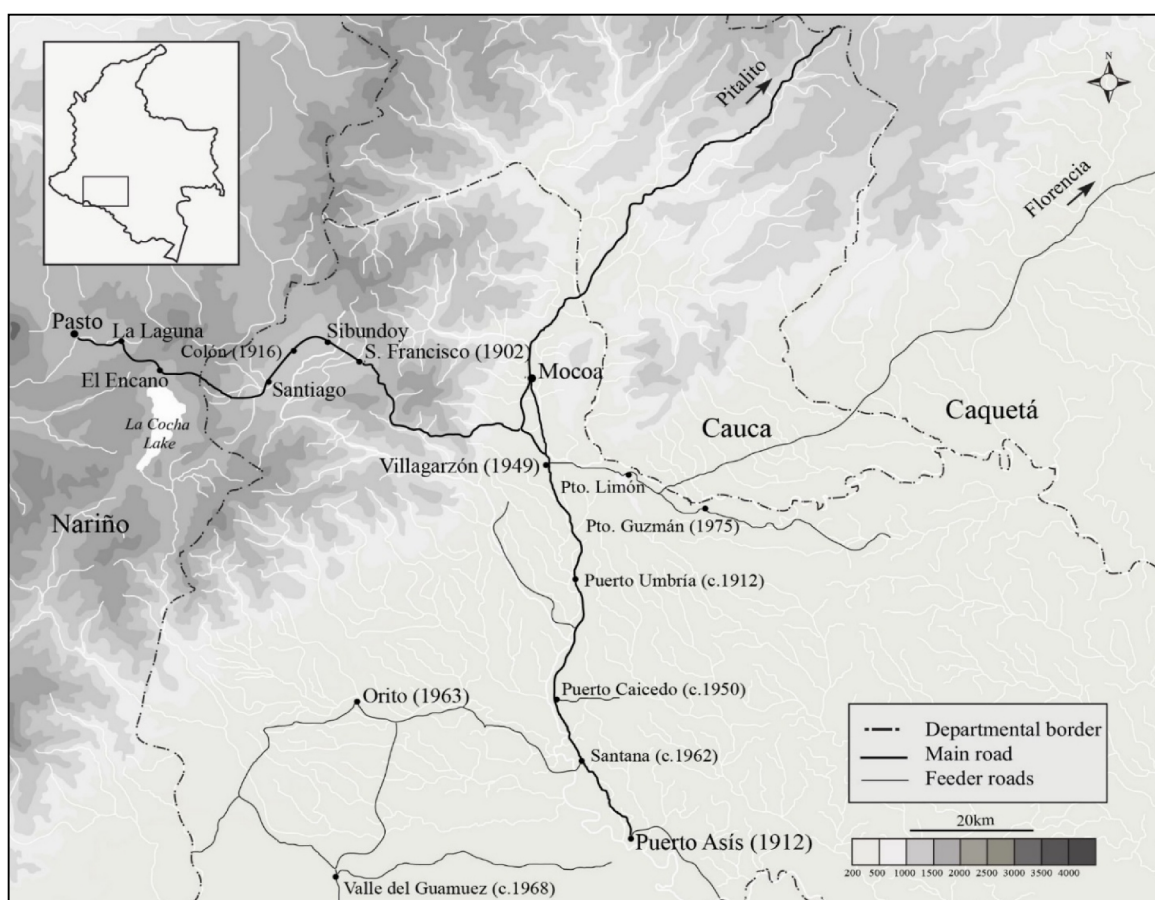 N
Pitalito
Florencia
Pasto
La Laguna
Colón (1916)
Sibundoy
S. Francisco (1902)
El Encano
Santiago
Mocoa
La Cocha
Lake
Cauca
Caquetá
Villagarzón (1949)
Pto. Limón
Nariño
Pto. Guzmán (1975)
Puerto Umbría (c.1912)
Orito (1963)
Puerto Caicedo (c.1950)
Santana (c.1962)
Puerto Asís (1912)
Valle del Guamuez (c.1968)
Departmental border
Main road
Feeder roads
20km
200 500 1000 1500 2000 2500 3000 3500 4000